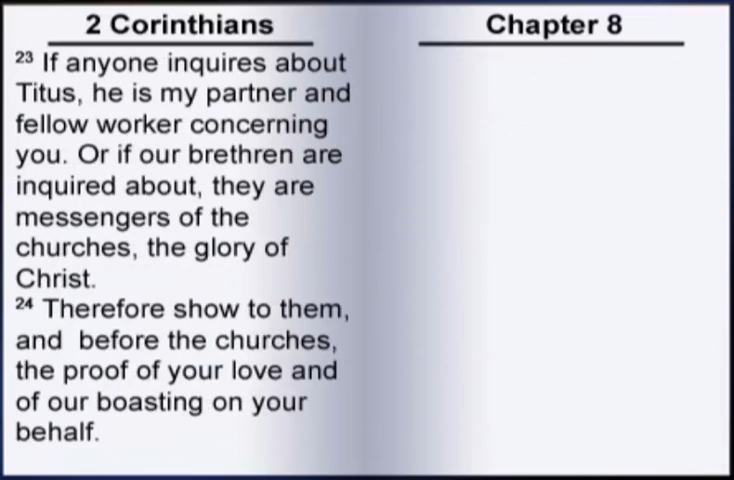 2 Corinthians
Chapter 8
23 If anyone inquires about
Titus, he is my partner and
fellow worker concerning
you. Or if our brethren are
inquired about, they are
messengers of the
churches, the glory of
Christ.
24 Therefore show to them,
and  before the churches,
the proof of your love and
of our boasting on your
behalf.